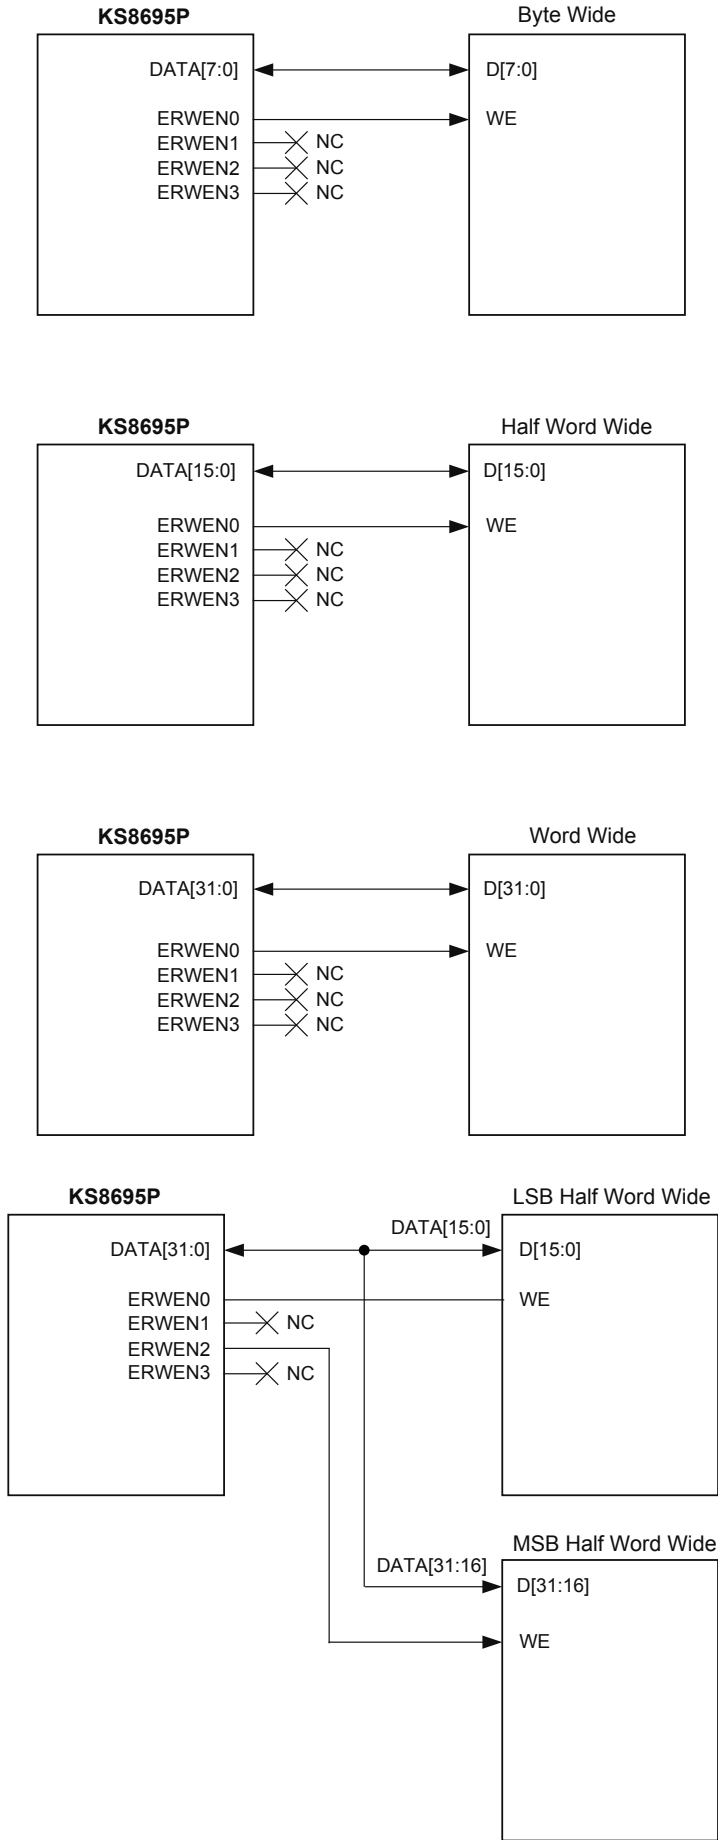 KS8695P Byte Wide
DATA[7:0] D[7:0]
ERWEN0 WE
ERWEN1 NC
ERWEN2 NC
ERWEN3 NC
KS8695P Half Word Wide
DATA[15:0] D[15:0]
ERWEN0 WE
ERWEN1 NC
ERWEN2 NC
ERWEN3 NC
KS8695P Word Wide
DATA[31:0] D[31:0]
ERWEN0 WE
ERWEN1 NC
ERWEN2 NC
ERWEN3 NC
KS8695P LSB Half Word Wide
DATA[15:0]
DATA[31:0] D[15:0]
ERWEN0 WE
ERWEN1 NC
ERWEN2
ERWEN3 NC
MSB Half Word Wide
DATA[31:16] D[31:16]
WE